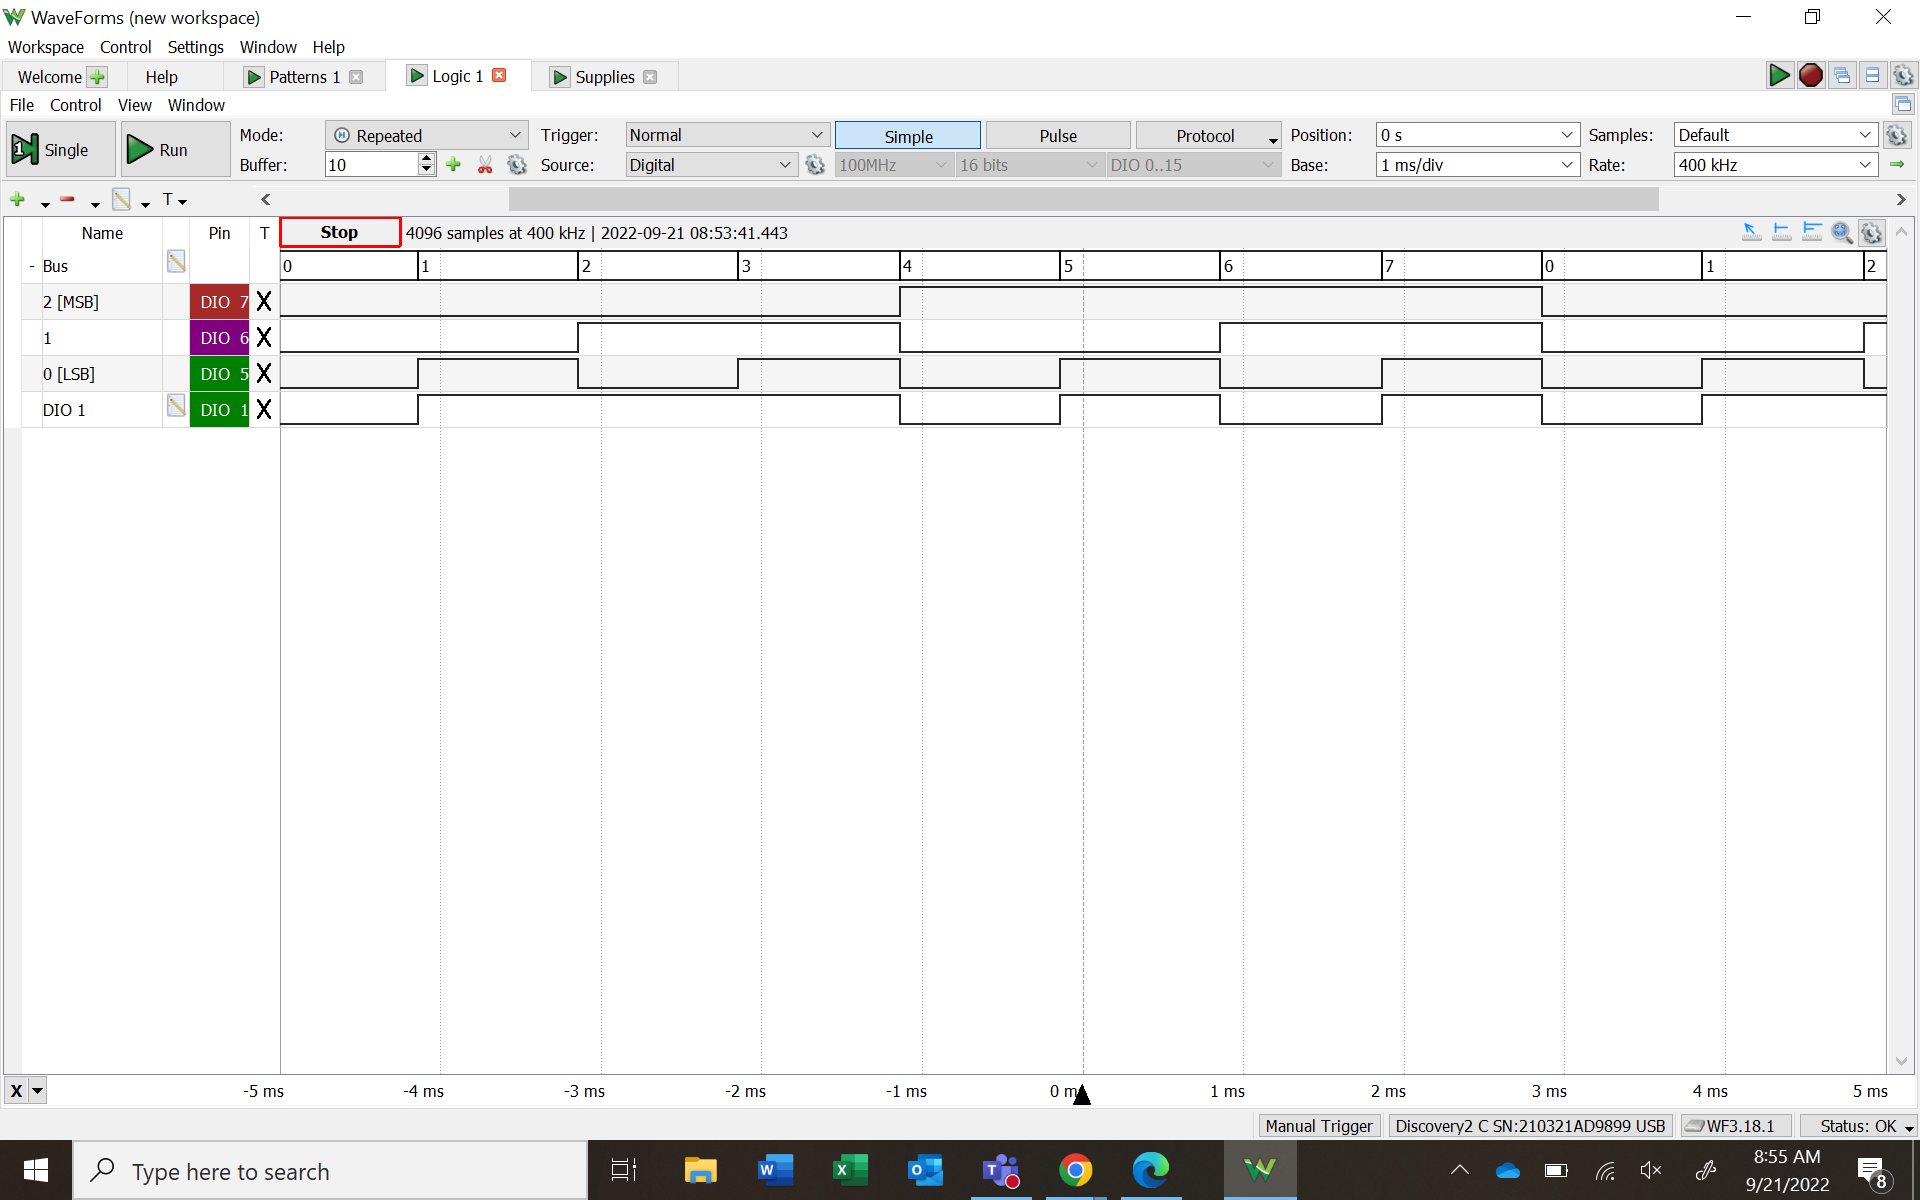 WaveForms (new workspace)
Workspace Control Settings Window Help
Welcome Help Patterns 1 Logic 1 Supplies
File Control View Window
Single Run Mode: Repeated Trigger: Normal Simple Pulse Protocol Position: 0 s Samples: Default
Buffer: 10 Source: Digital 100MHz 16 bits DIO 0..15 Base: 1 ms/div Rate: 400 kHz
T
Name Pin T Stop 4096 samples at 400 kHz | 2022-09-21 08:53:41.443
- Bus 0 1 2 3 4 5 6 7 0 1 2
2 [MSB] DIO 7 X
1 DIO 6 X
0 [LSB] DIO 5 X
DIO 1 DIO 1 X
X -5 ms -4 ms -3 ms -2 ms -1 ms 0 m 1 ms 2 ms 3 ms 4 ms 5 ms
Manual Trigger Discovery2 C SN:210321AD9899 USB WF3.18.1 Status: OK
Type here to search 8:55 AM
9/21/2022 8